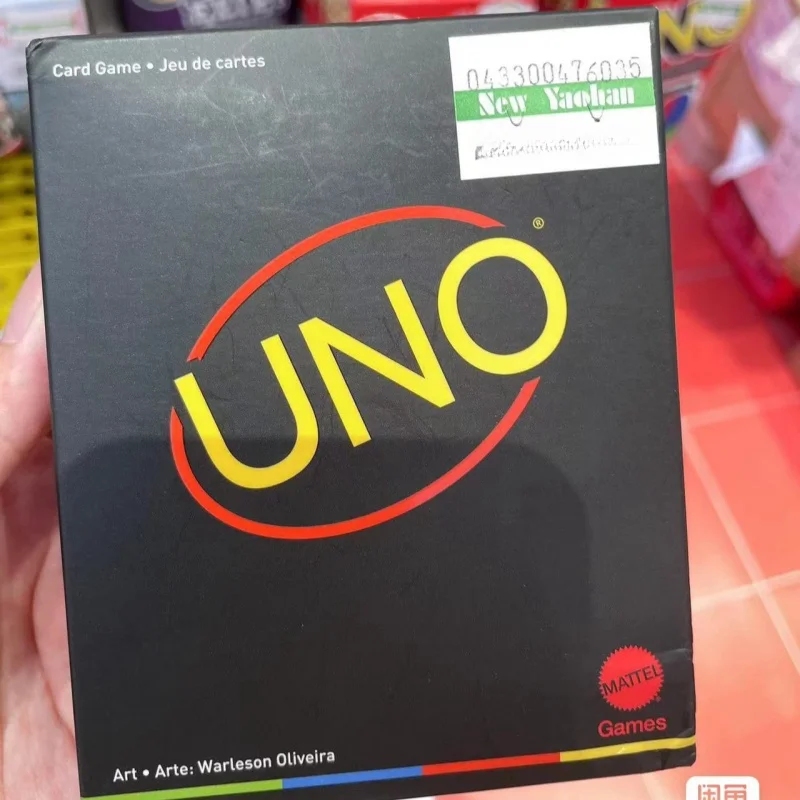 Card Game • Jeu de cartes
043300476035
New Yaohan
UNO
®
MATTEL
Games
Art • Arte: Warleson Oliveira